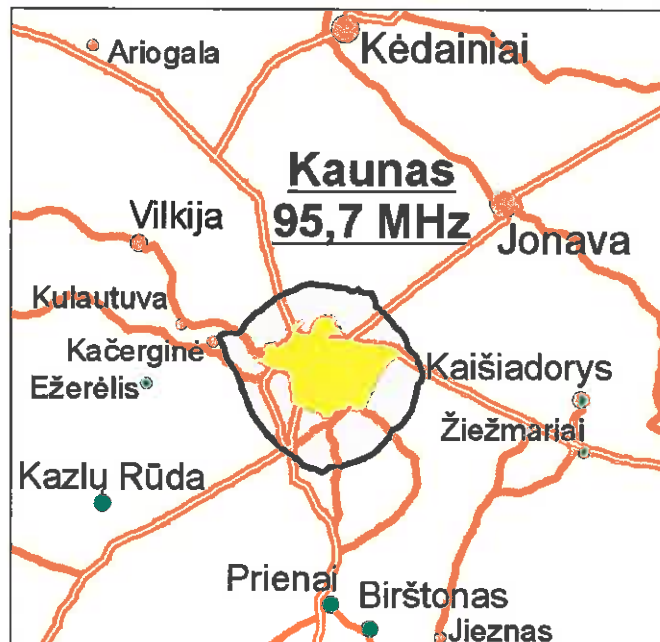 Ariogala
Kėdainiai
Kaunas
95,7 MHz
Vilkija
Jonava
Kulautuva
Kačerginė
Kaišiadorys
Ežerėlis
Žiežmariai
Kazlų Rūda
Prienai
Birštonas
Jieznas